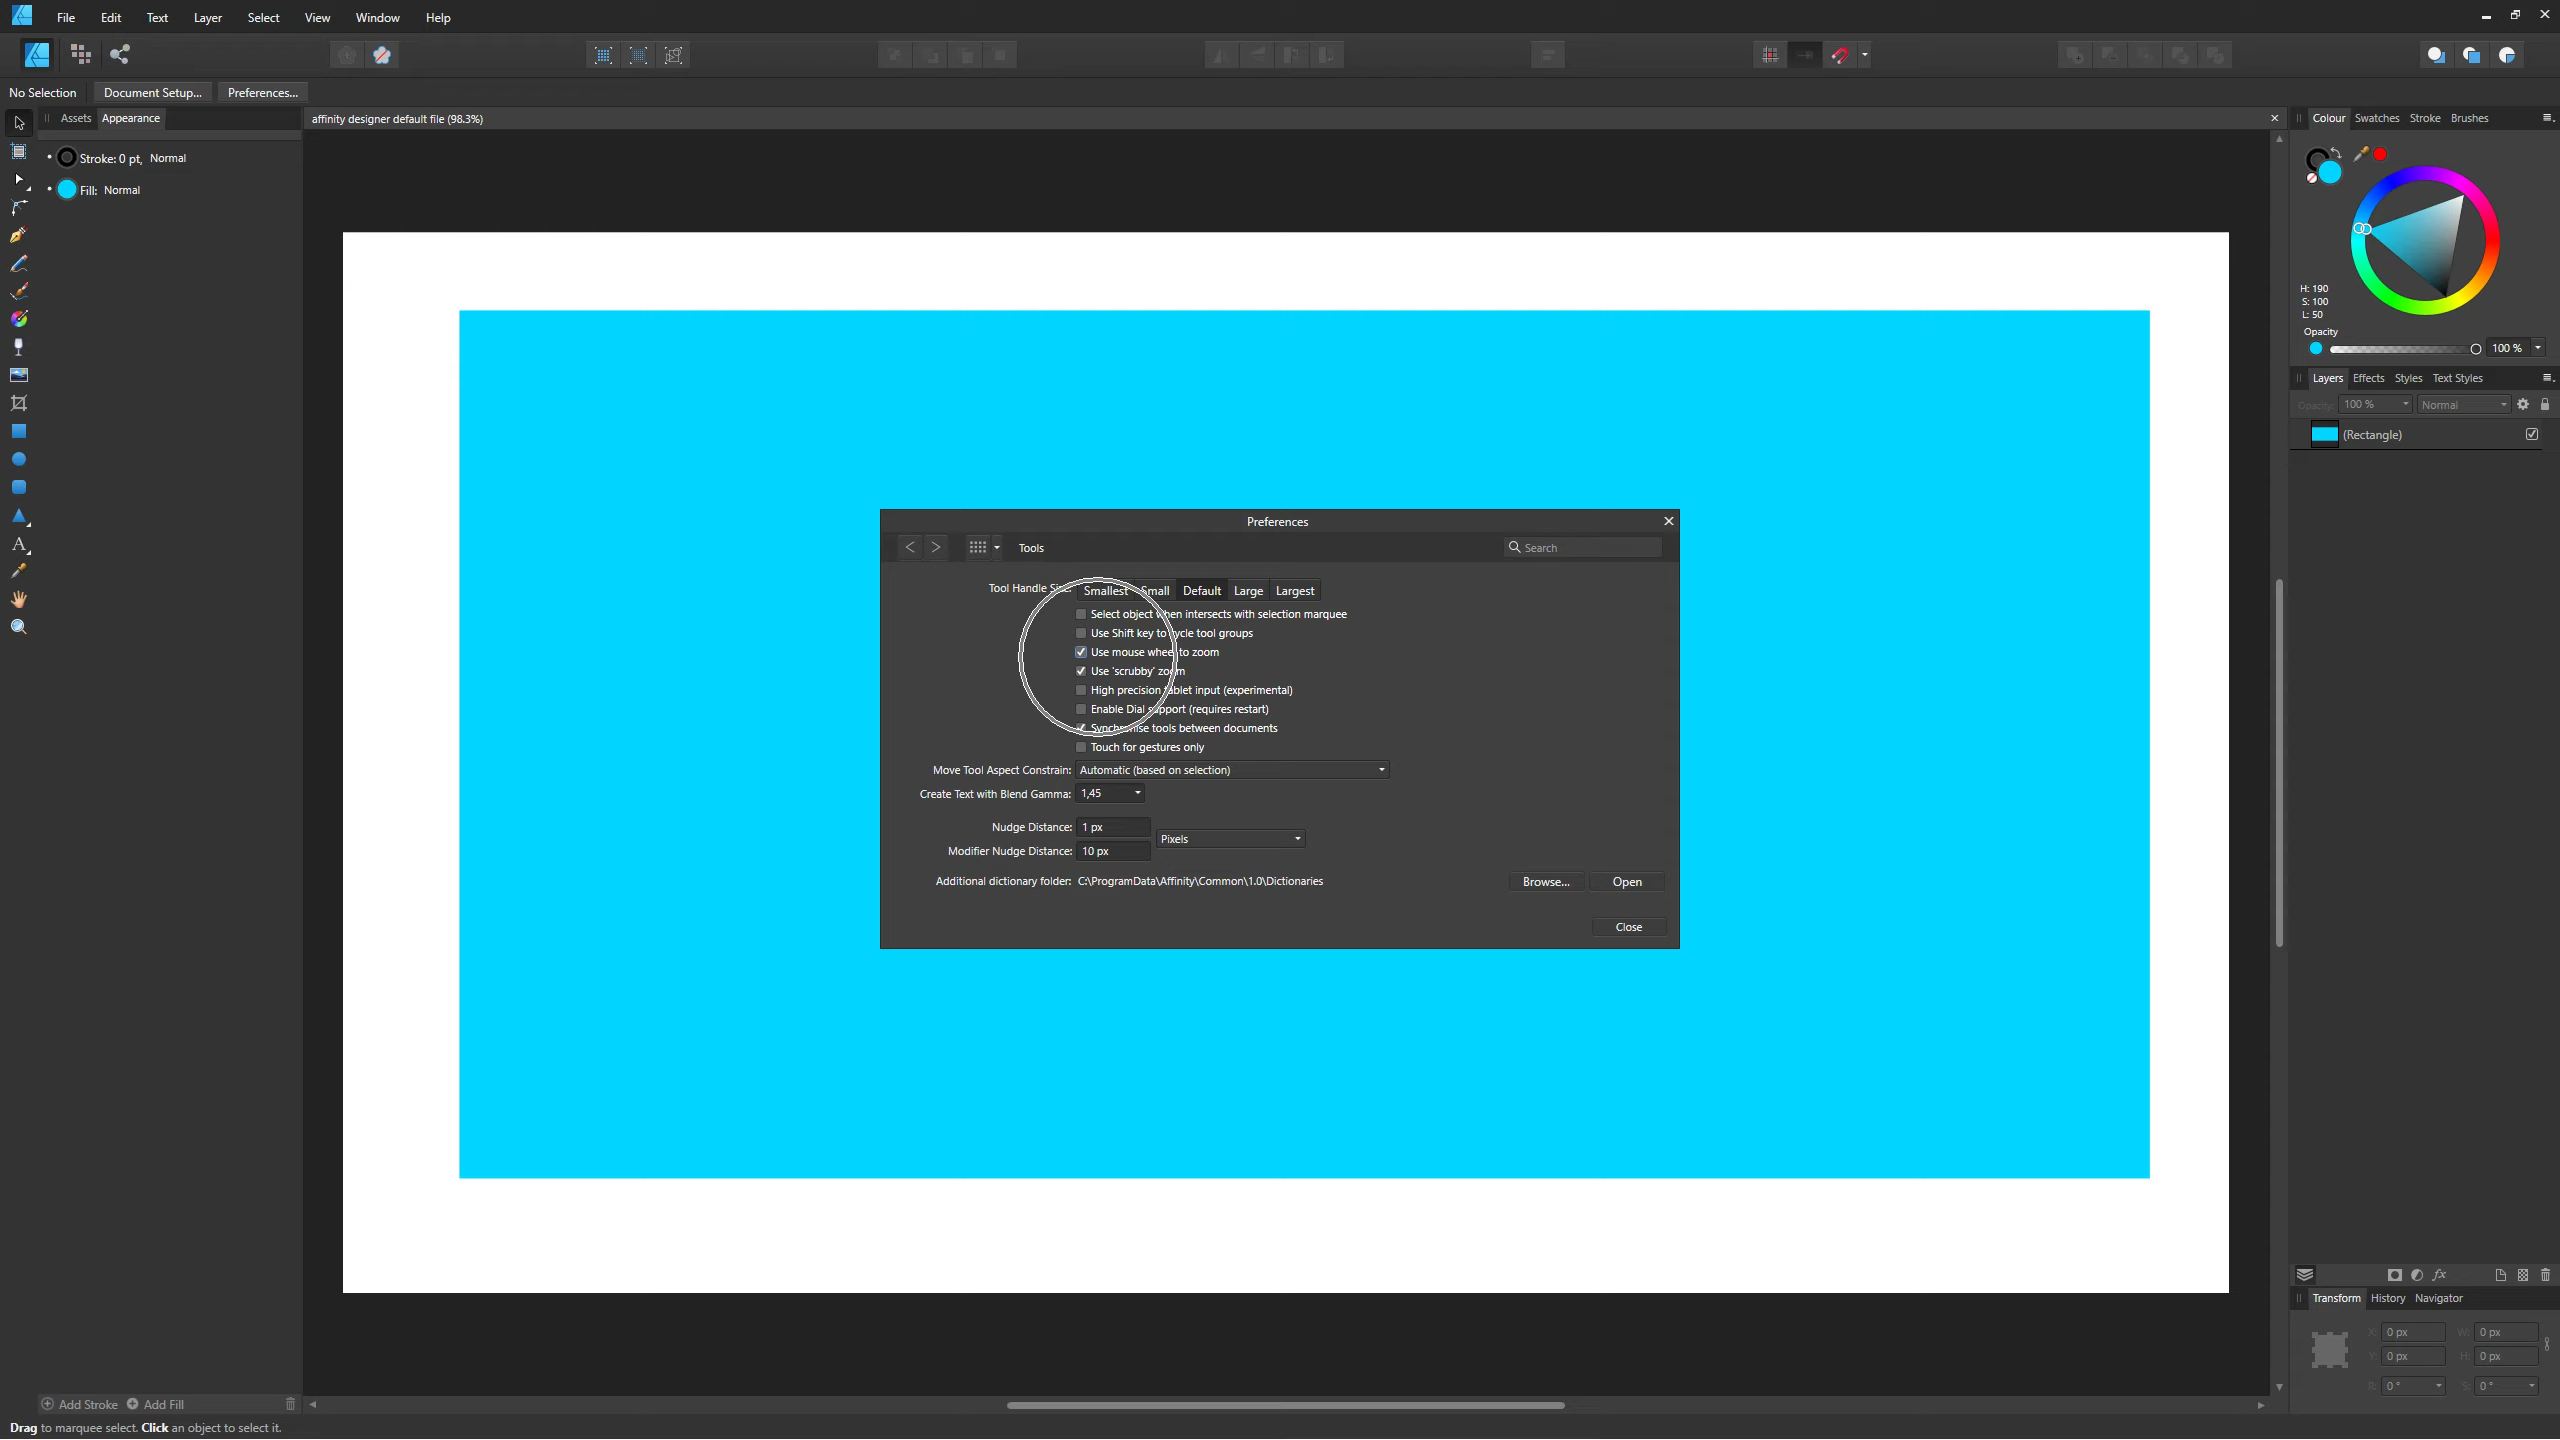 File Edit Text Layer Select View Window Help
No Selection Document Setup... Preferences...
Assets Appearance
affinity designer default file (98.3%)
Colour Swatches Stroke Brushes
Stroke: 0 pt, Normal
Fill: Normal
H: 190
S: 100
L: 50
Opacity
100 %
Layers Effects Styles Text Styles
Opacity: 100 % Normal
(Rectangle)
Preferences
Tools
Search
Tool Handle Size: Smallest Small Default Large Largest
Select object when intersects with selection marquee
Use Shift key to cycle tool groups
Use mouse wheel to zoom
Use 'scrubby' zoom
High precision tablet input (experimental)
Enable Dial support (requires restart)
Synchronise tools between documents
Touch for gestures only
Move Tool Aspect Constrain: Automatic (based on selection)
Create Text with Blend Gamma: 1,45
Nudge Distance: 1 px
Pixels
Modifier Nudge Distance: 10 px
Additional dictionary folder: C:\ProgramData\Affinity\Common\1.0\Dictionaries
Browse... Open
Close
fx
Transform History Navigator
X: 0 px W: 0 px
Y: 0 px H: 0 px
R: 0 ° S: 0 °
Add Stroke Add Fill
Drag to marquee select. Click an object to select it.